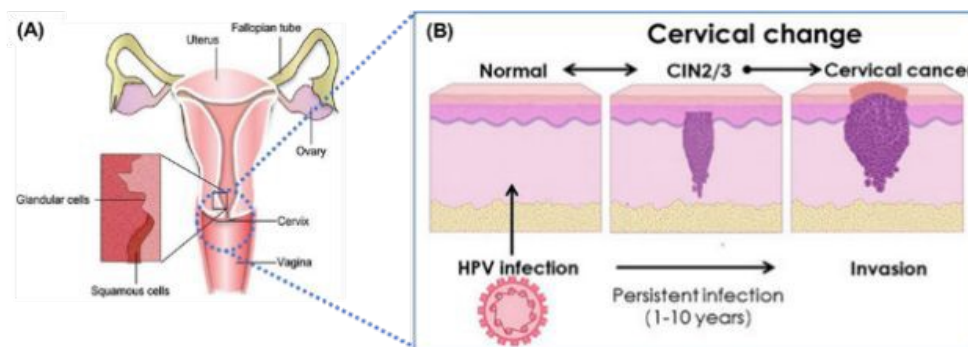 (A)
Fallopian tube
Uterus
Ovary
Glandular cells
Cervix
Vagina
Squamous cells
(B)
Cervical change
Normal
CIN2/3
Cervical cancer
HPV infection
Persistent infection
(1-10 years)
Invasion